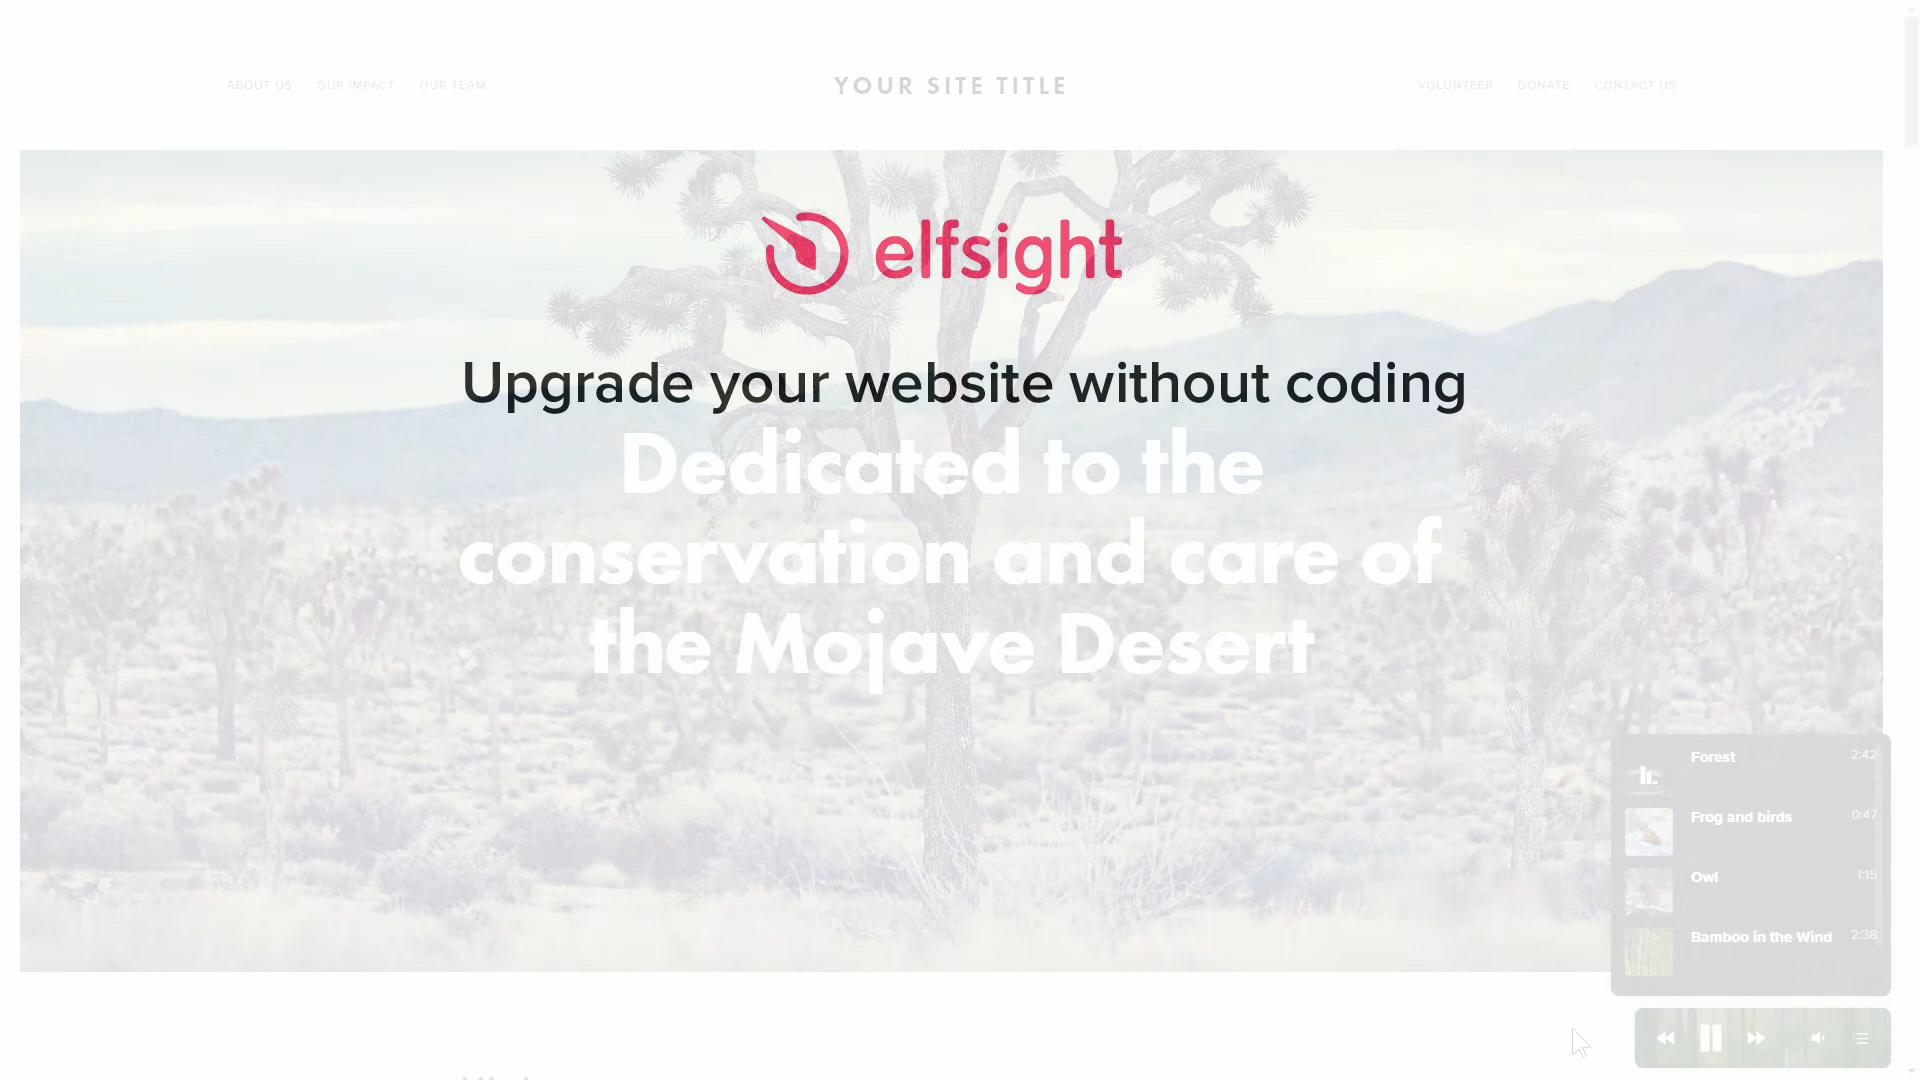 ABOUT US
OUR IMPACT
OUR TEAM
YOUR SITE TITLE
VOLUNTEER
DONATE
CONTACT US
elfsight
Upgrade your website without coding
Dedicated to the
conservation and care of
the Mojave Desert
Forest 2:42
Frog and birds 0:47
Owl 1:15
Bamboo in the Wind 2:38